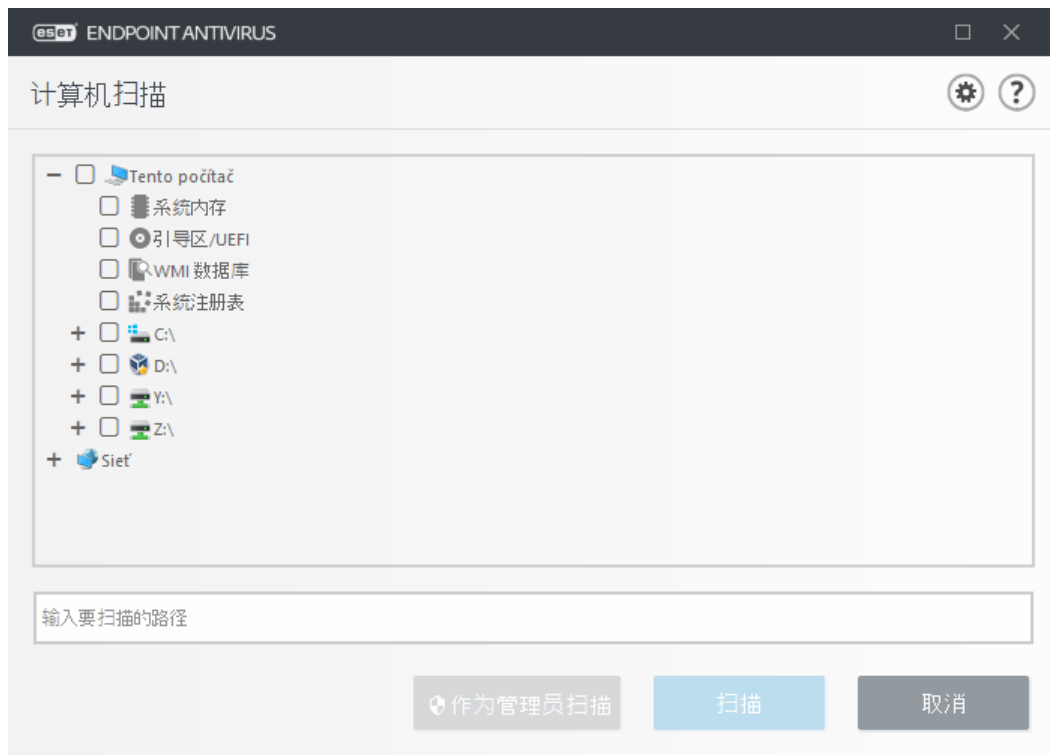 eset ENDPOINT ANTIVIRUS
计算机扫描
Tento počítač
系统内存
引导区/UEFI
WMI 数据库
系统注册表
C:\
D:\
Y:\
Z:\
Sieť
输入要扫描的路径
作为管理员扫描 扫描 取消